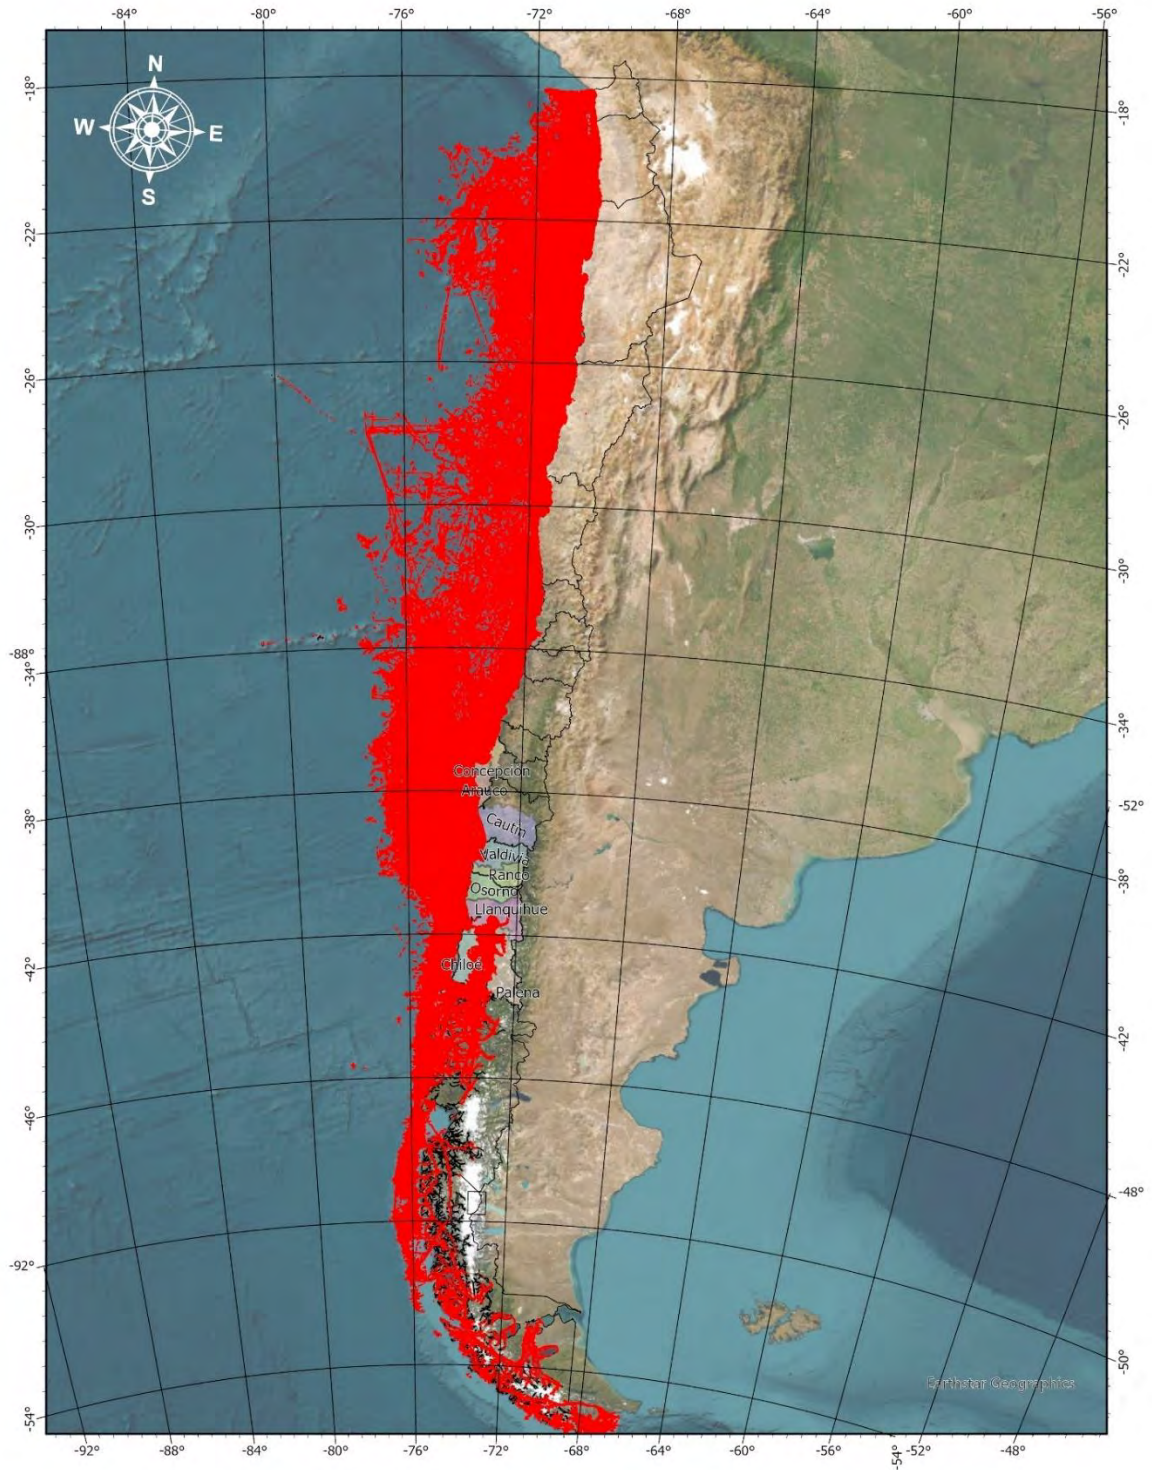 -84° -80° -76° -72° -68° -64° -60° -56°
N
W E
S
-18° -18°
-22° -22°
-26° -26°
-30° -30°
-88°
-34° -34°
Concepción
Arauco
-52°
-38° Cautín
Valdivia
-38°
Ranco
Osorno
Llanquihue
Chiloé
-42°
Palena
-42°
-46°
-48°
-92°
-50°
Earthstar Geographics
-54°
-92° -88° -84° -80° -76° -72° -68° -64° -60° -56° -54° -52° -48°